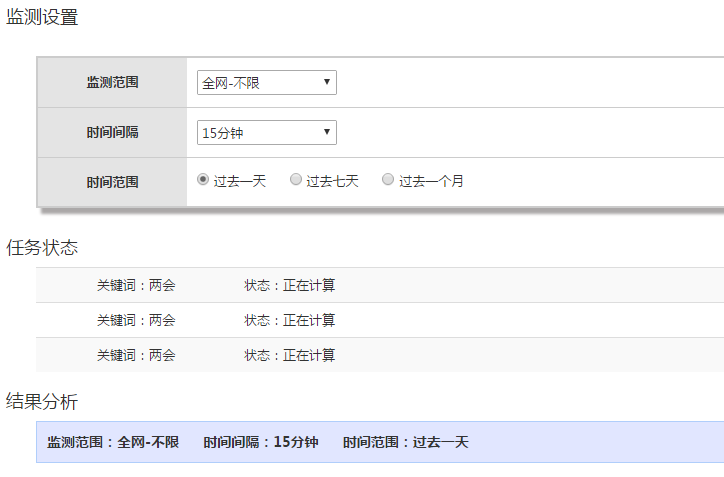 监测设置
监测范围 全网-不限
时间间隔 15分钟
时间范围 过去一天 过去七天 过去一个月
任务状态
关键词：两会 状态：正在计算
关键词：两会 状态：正在计算
关键词：两会 状态：正在计算
结果分析
监测范围：全网-不限 时间间隔：15分钟 时间范围：过去一天